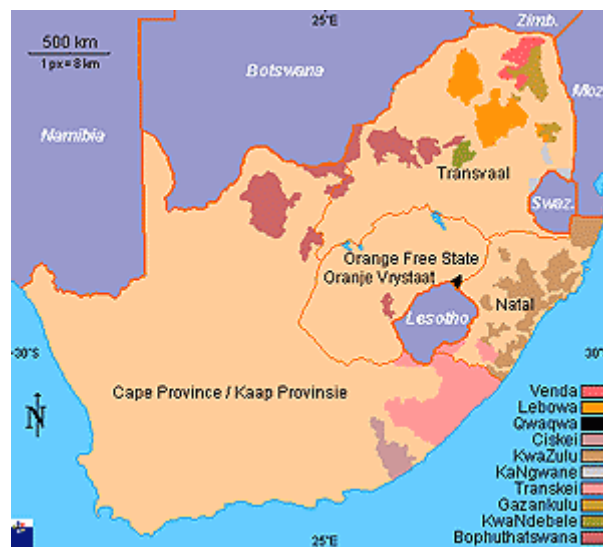 25°E
Zimb.
500 km
1 px = 8 km
Botswana
Moz
Namibia
Transvaal
Swaz.
Orange Free State
Oranje Vrystaat
Natal
Lesotho
30°S
30°
Cape Province / Kaap Provinsie
N
Venda
Lebowa
Qwaqwa
Ciskei
KwaZulu
KaNgwane
Transkei
Gazankulu
KwaNdebele
Bophuthatswana
25°E